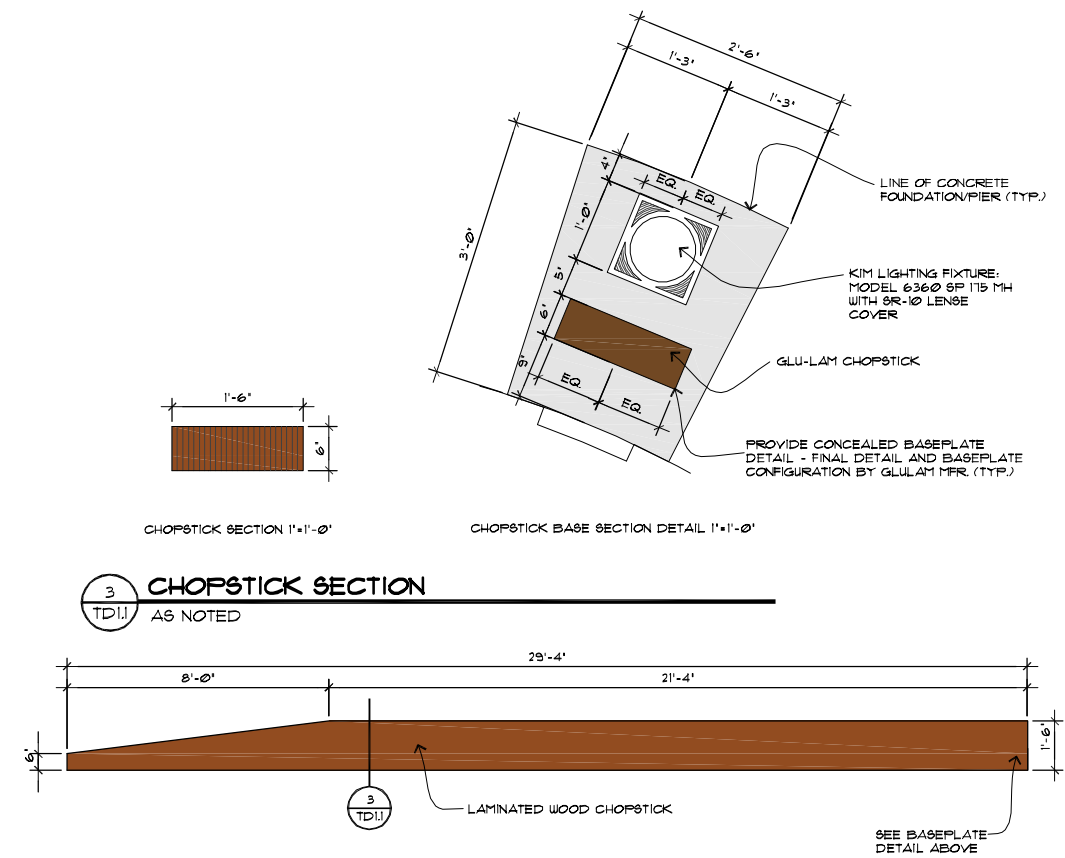 2'-6"
1'-3"
1'-3"
4"
EQ.
EQ.
1'-0"
3'-0"
5"
6"
9"
EQ.
EQ.
LINE OF CONCRETE
FOUNDATION/PIER (TYP.)
KIM LIGHTING FIXTURE:
MODEL 6360 SP 175 MH
WITH SR-10 LENSE
COVER
GLU-LAM CHOPSTICK
PROVIDE CONCEALED BASEPLATE
DETAIL - FINAL DETAIL AND BASEPLATE
CONFIGURATION BY GLULAM MFR. (TYP.)
1'-6"
6"
CHOPSTICK SECTION 1"=1'-0"
CHOPSTICK BASE SECTION DETAIL 1"=1'-0"
3
TD1.1
CHOPSTICK SECTION
AS NOTED
29'-4"
8'-0"
21'-4"
6"
1'-6"
3
TD1.1
LAMINATED WOOD CHOPSTICK
SEE BASEPLATE
DETAIL ABOVE